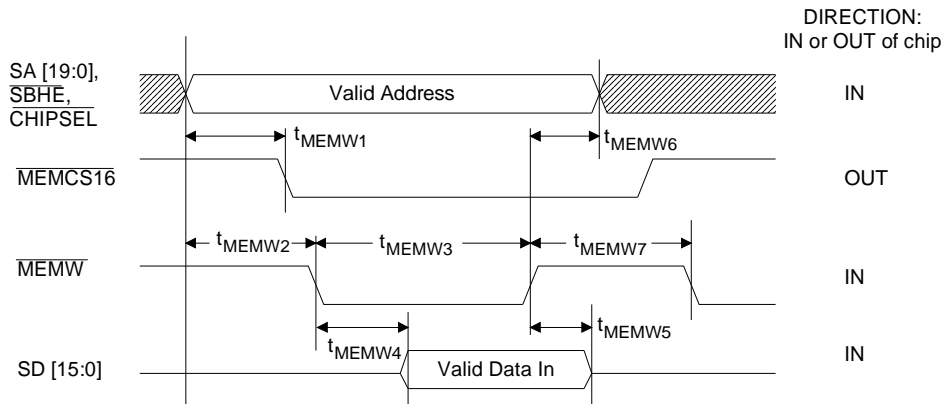 DIRECTION:
IN or OUT of chip
SA [19:0],
SBHE,
CHIPSEL
Valid Address
IN
tMEMW1
tMEMW6
MEMCS16
OUT
tMEMW2
tMEMW3
tMEMW7
MEMW
IN
tMEMW4
tMEMW5
SD [15:0]
Valid Data In
IN